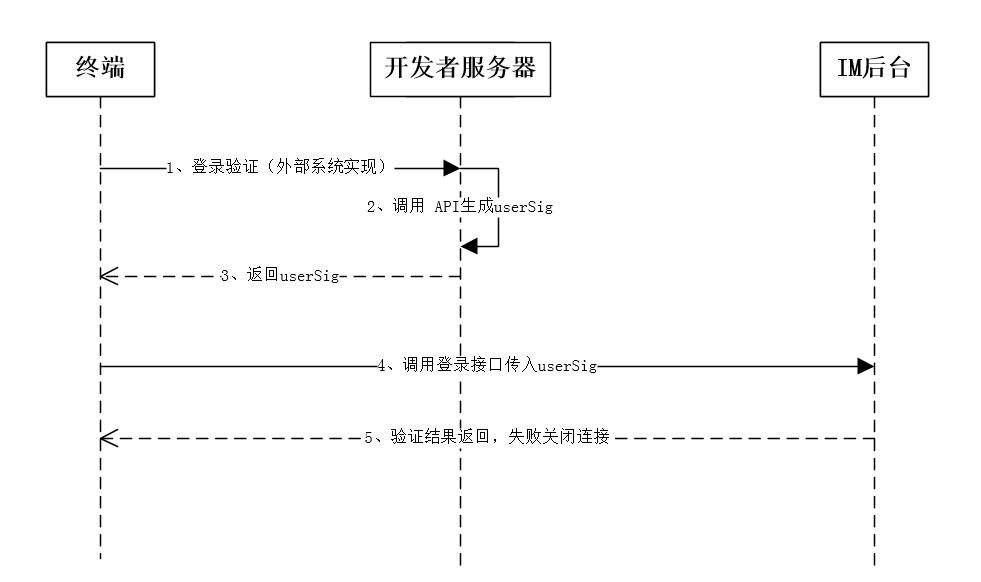 终端
开发者服务器
IM后台
1、登录验证（外部系统实现）
2、调用 API生成userSig
3、返回userSig
4、调用登录接口传入userSig
5、验证结果返回，失败关闭连接